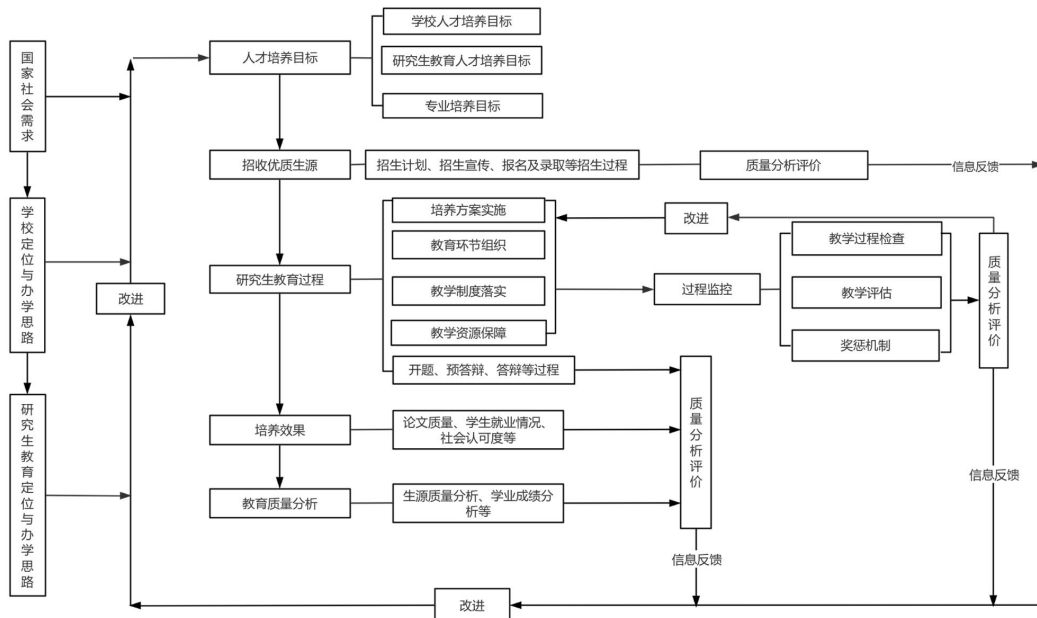 国家社会需求
学校定位与办学思路
研究生教育定位与办学思路
改进
人才培养目标
学校人才培养目标
研究生教育人才培养目标
专业培养目标
招收优质生源
招生计划、招生宣传、报名及录取等招生过程
质量分析评价
信息反馈
研究生教育过程
培养方案实施
教育环节组织
教学制度落实
教学资源保障
开题、预答辩、答辩等过程
改进
过程监控
教学过程检查
教学评估
奖惩机制
质量分析评价
信息反馈
培养效果
论文质量、学生就业情况、
社会认可度等
教育质量分析
生源质量分析、学业成绩分
析等
质量分析评价
信息反馈
改进